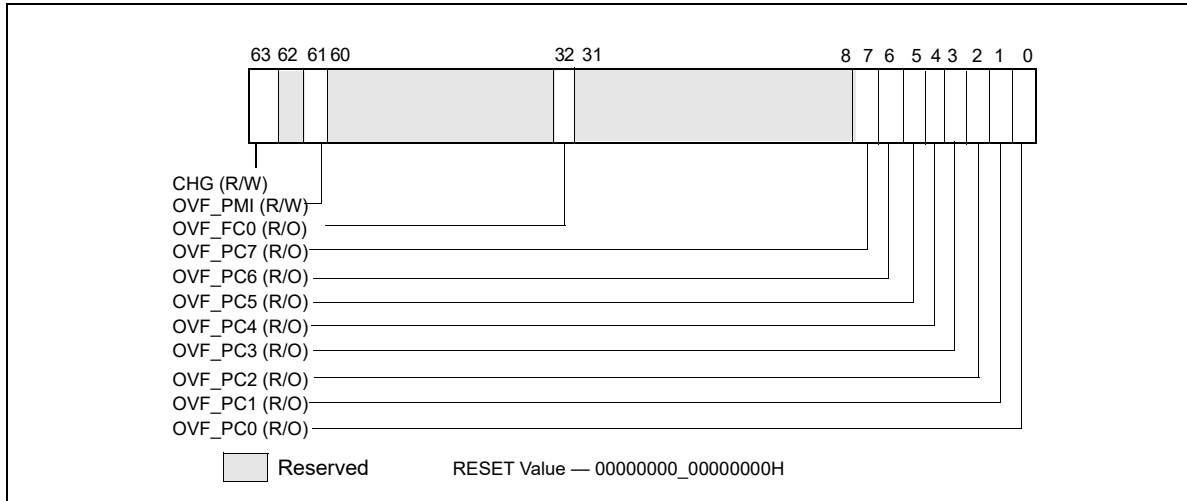 63 62 61 60 32 31 8 7 6 5 4 3 2 1 0
CHG (R/W)
OVF_PMI (R/W)
OVF_FC0 (R/O)
OVF_PC7 (R/O)
OVF_PC6 (R/O)
OVF_PC5 (R/O)
OVF_PC4 (R/O)
OVF_PC3 (R/O)
OVF_PC2 (R/O)
OVF_PC1 (R/O)
OVF_PC0 (R/O)
Reserved RESET Value — 00000000_00000000H